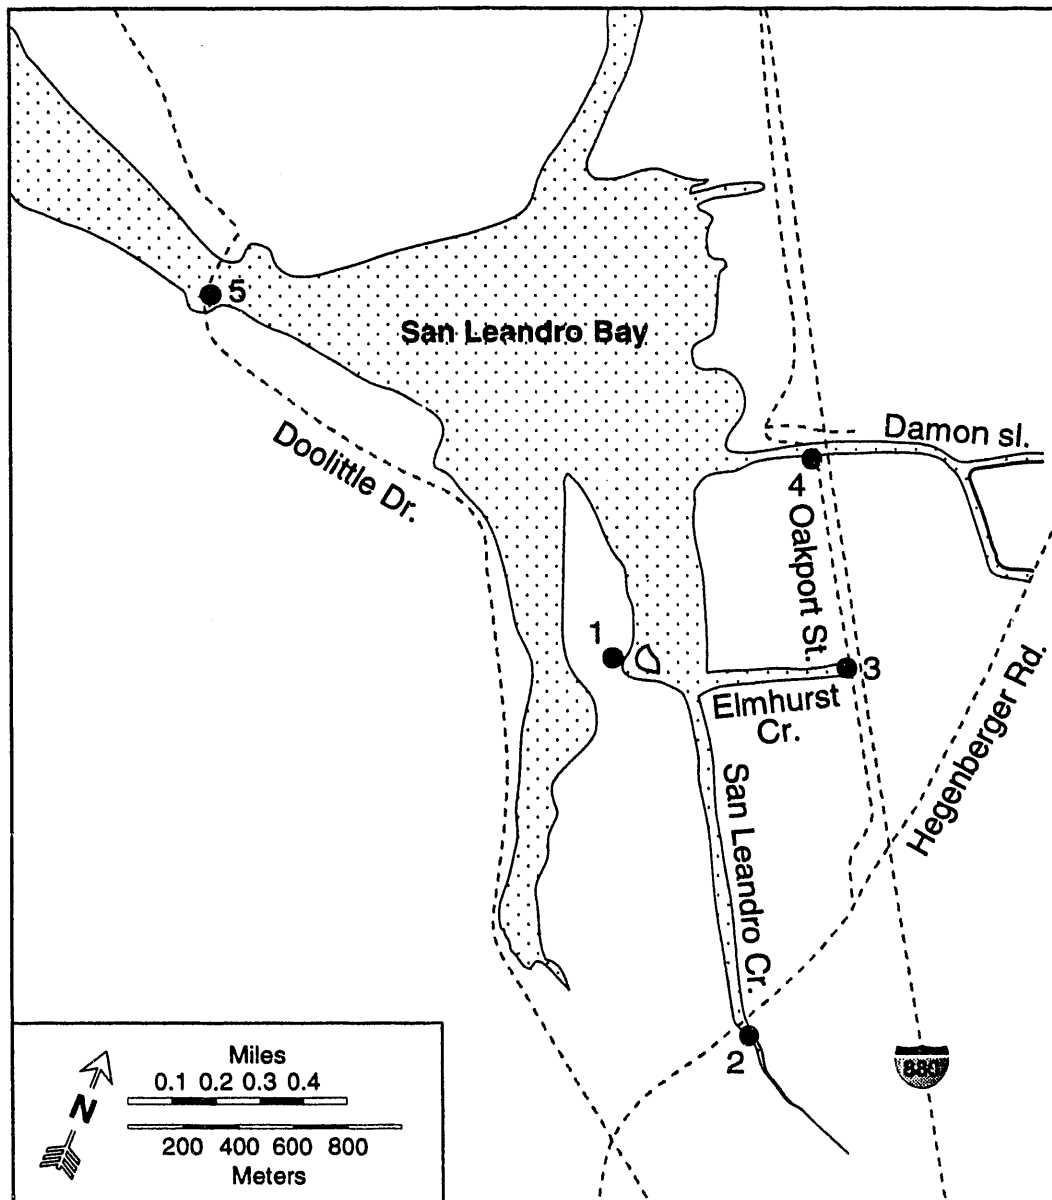 5
San Leandro Bay
Doolittle Dr.
Damon sl.
4
Oakport St.
1
3
Elmhurst
Cr.
Hegenberger Rd.
San Leandro Cr.
2
880
N
Miles
0.1 0.2 0.3 0.4
200 400 600 800
Meters